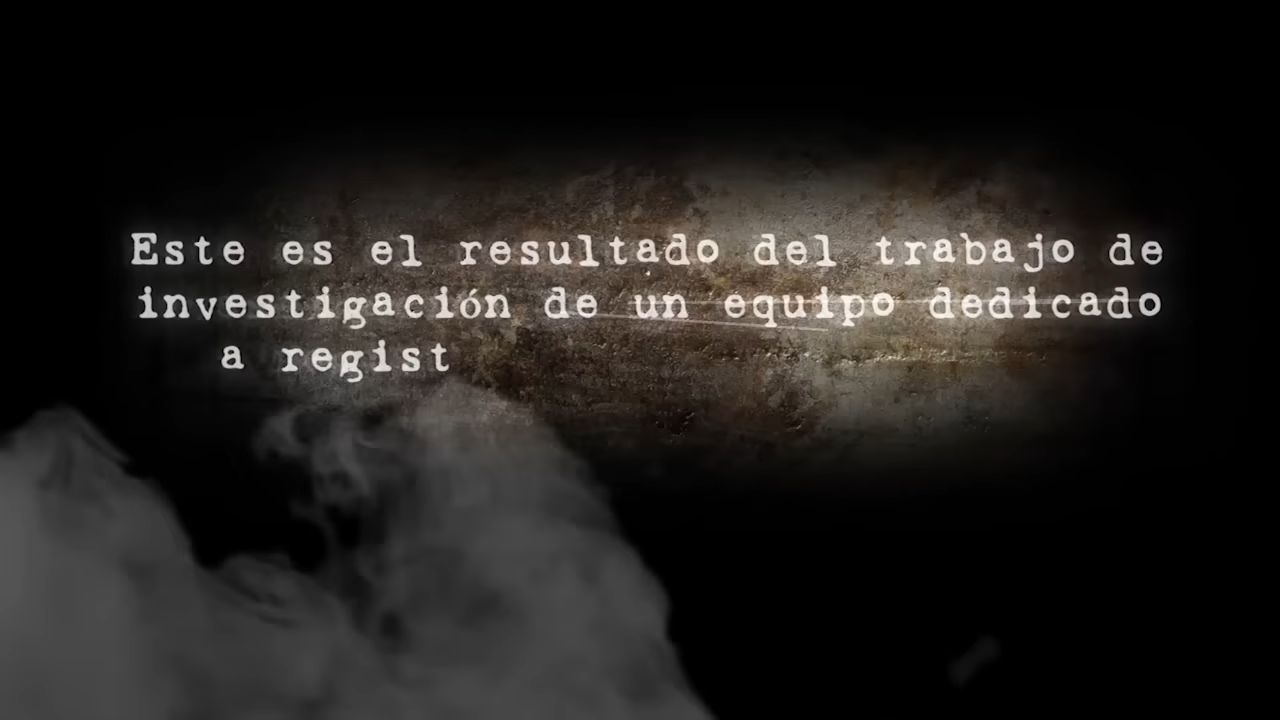 Este es el resultado del trabajo de
investigación de un equipo dedicado
a regist